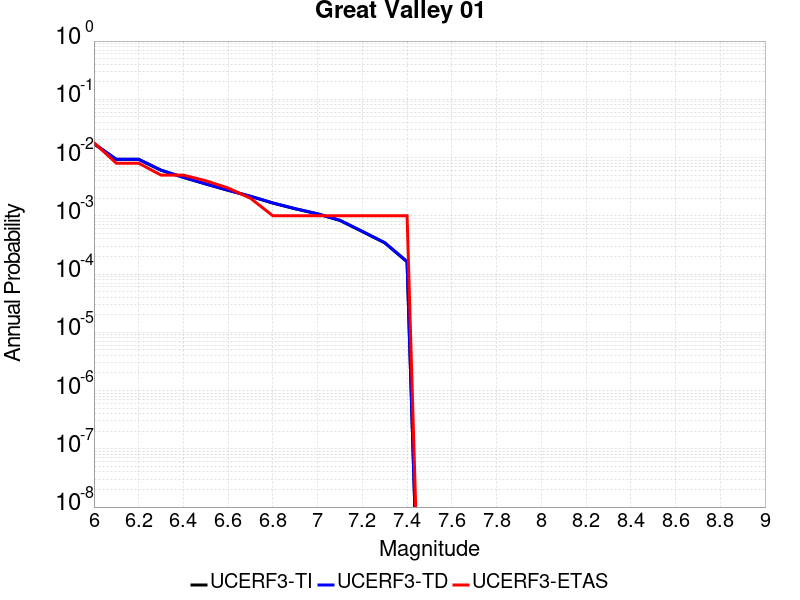 Great Valley 01
10^0
10^-1
10^-2
10^-3
10^-4
10^-5
10^-6
10^-7
10^-8
Annual Probability
6 6.2 6.4 6.6 6.8 7 7.2 7.4 7.6 7.8 8 8.2 8.4 8.6 8.8 9
Magnitude
UCERF3-TI UCERF3-TD UCERF3-ETAS